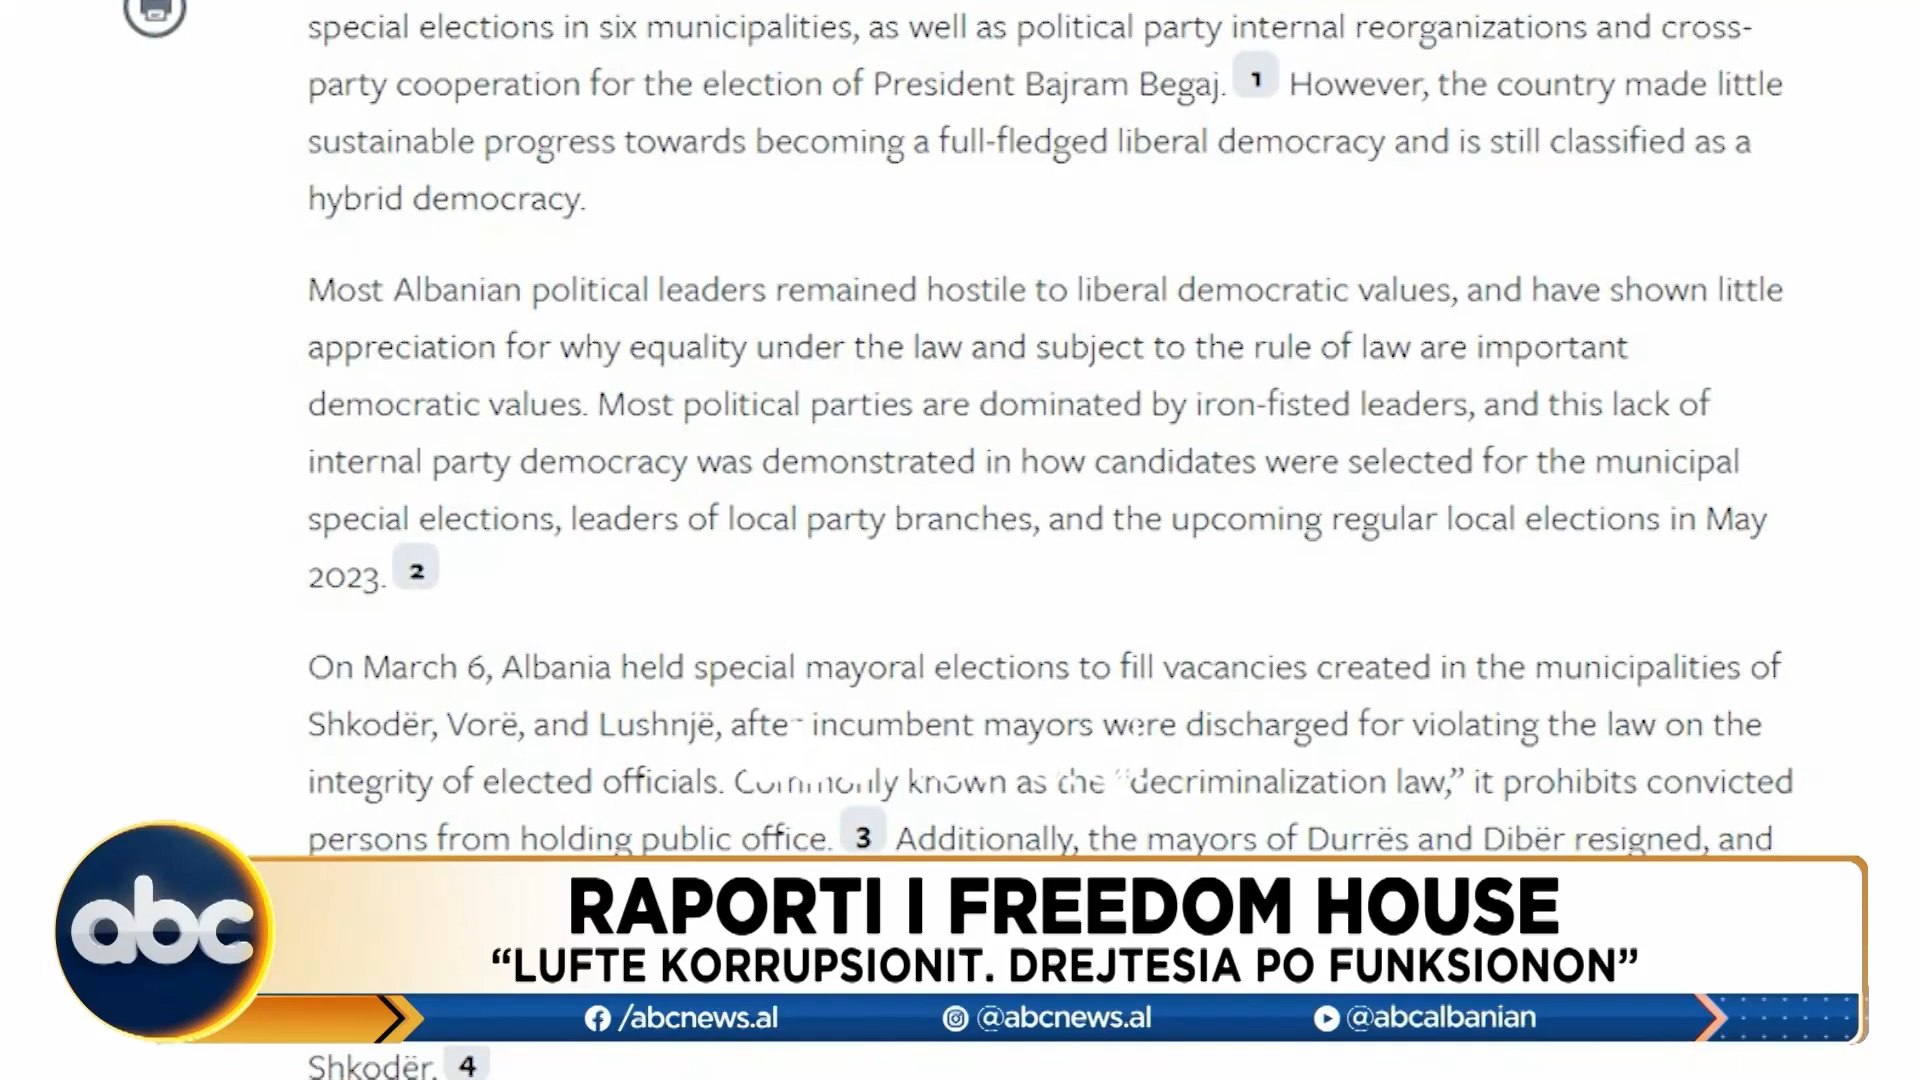 special elections in six municipalities, as well as political party internal reorganizations and cross-
party cooperation for the election of President Bajram Begaj. 1 However, the country made little
sustainable progress towards becoming a full-fledged liberal democracy and is still classified as a
hybrid democracy.
Most Albanian political leaders remained hostile to liberal democratic values, and have shown little
appreciation for why equality under the law and subject to the rule of law are important
democratic values. Most political parties are dominated by iron-fisted leaders, and this lack of
internal party democracy was demonstrated in how candidates were selected for the municipal
special elections, leaders of local party branches, and the upcoming regular local elections in May
2023. 2
On March 6, Albania held special mayoral elections to fill vacancies created in the municipalities of
Shkodër, Vorë, and Lushnjë, after incumbent mayors were discharged for violating the law on the
integrity of elected officials. Commonly known as the “decriminalization law,” it prohibits convicted
persons from holding public office. 3 Additionally, the mayors of Durrës and Dibër resigned, and
abc
RAPORTI I FREEDOM HOUSE
“LUFTE KORRUPSIONIT. DREJTESIA PO FUNKSIONON”
/abcnews.al @abcnews.al @abcalbanian
Shkodër. 4